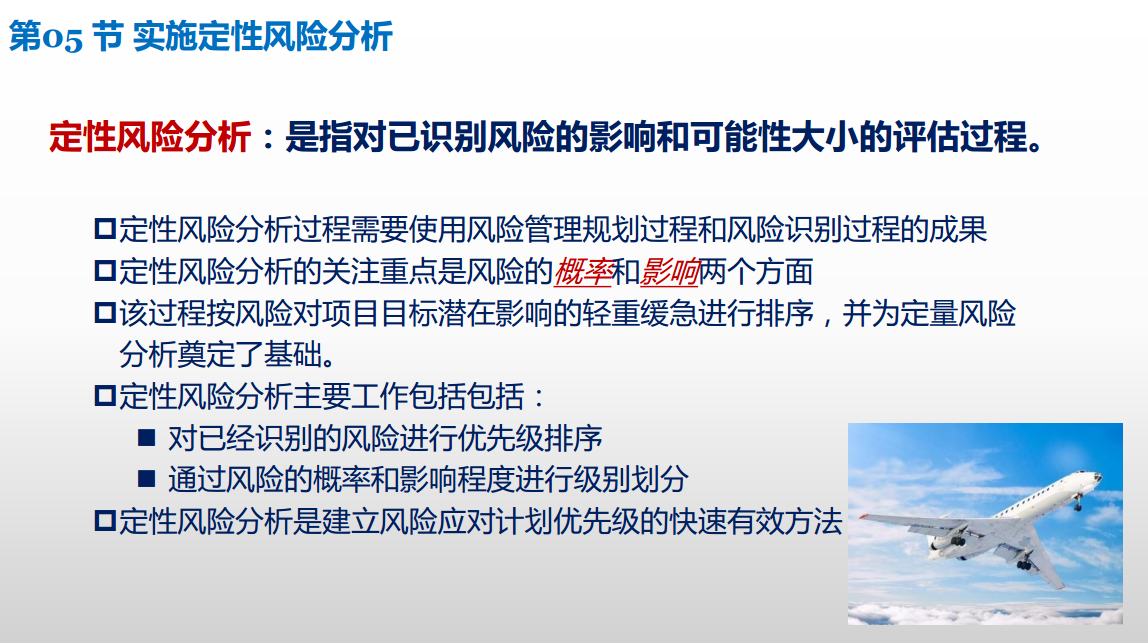 第05节 实施定性风险分析
定性风险分析：是指对已识别风险的影响和可能性大小的评估过程。
定性风险分析过程需要使用风险管理规划过程和风险识别过程的成果
定性风险分析的关注重点是风险的概率和影响两个方面
该过程按风险对项目目标潜在影响的轻重缓急进行排序，并为定量风险
分析奠定了基础。
定性风险分析主要工作包括包括：
对已经识别的风险进行优先级排序
通过风险的概率和影响程度进行级别划分
定性风险分析是建立风险应对计划优先级的快速有效方法